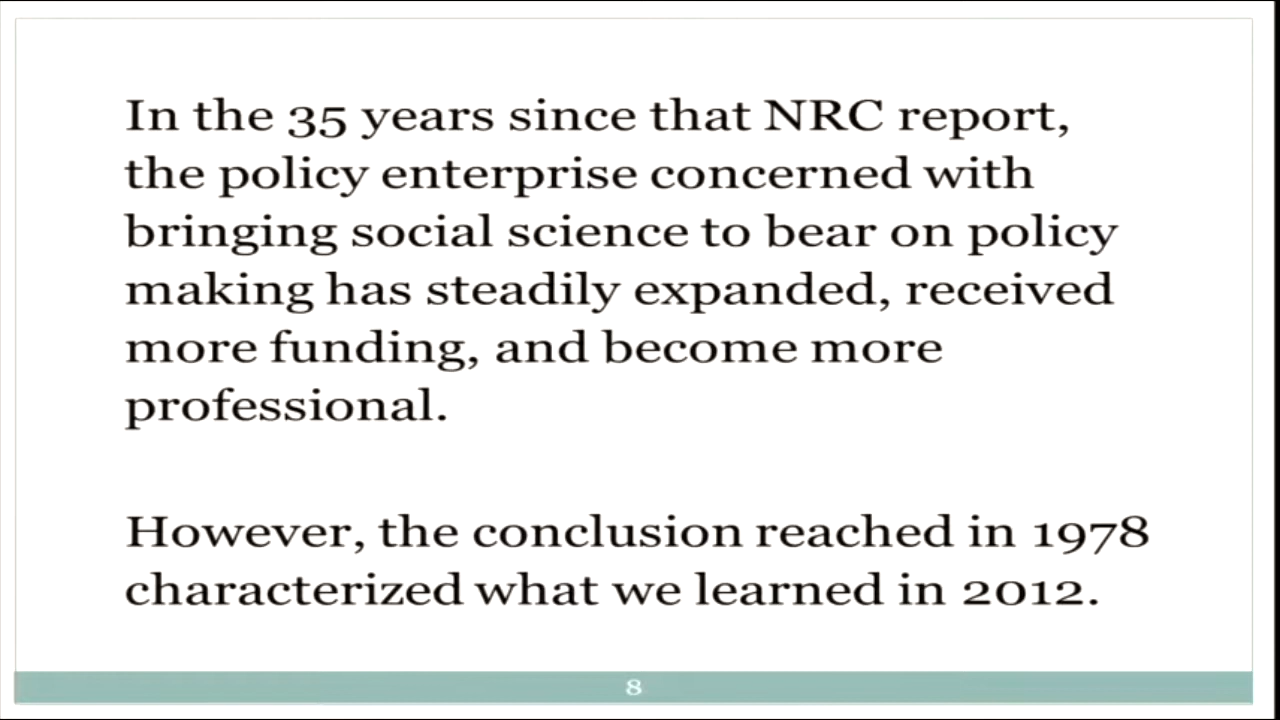 In the 35 years since that NRC report,
the policy enterprise concerned with
bringing social science to bear on policy
making has steadily expanded, received
more funding, and become more
professional.
However, the conclusion reached in 1978
characterized what we learned in 2012.
8